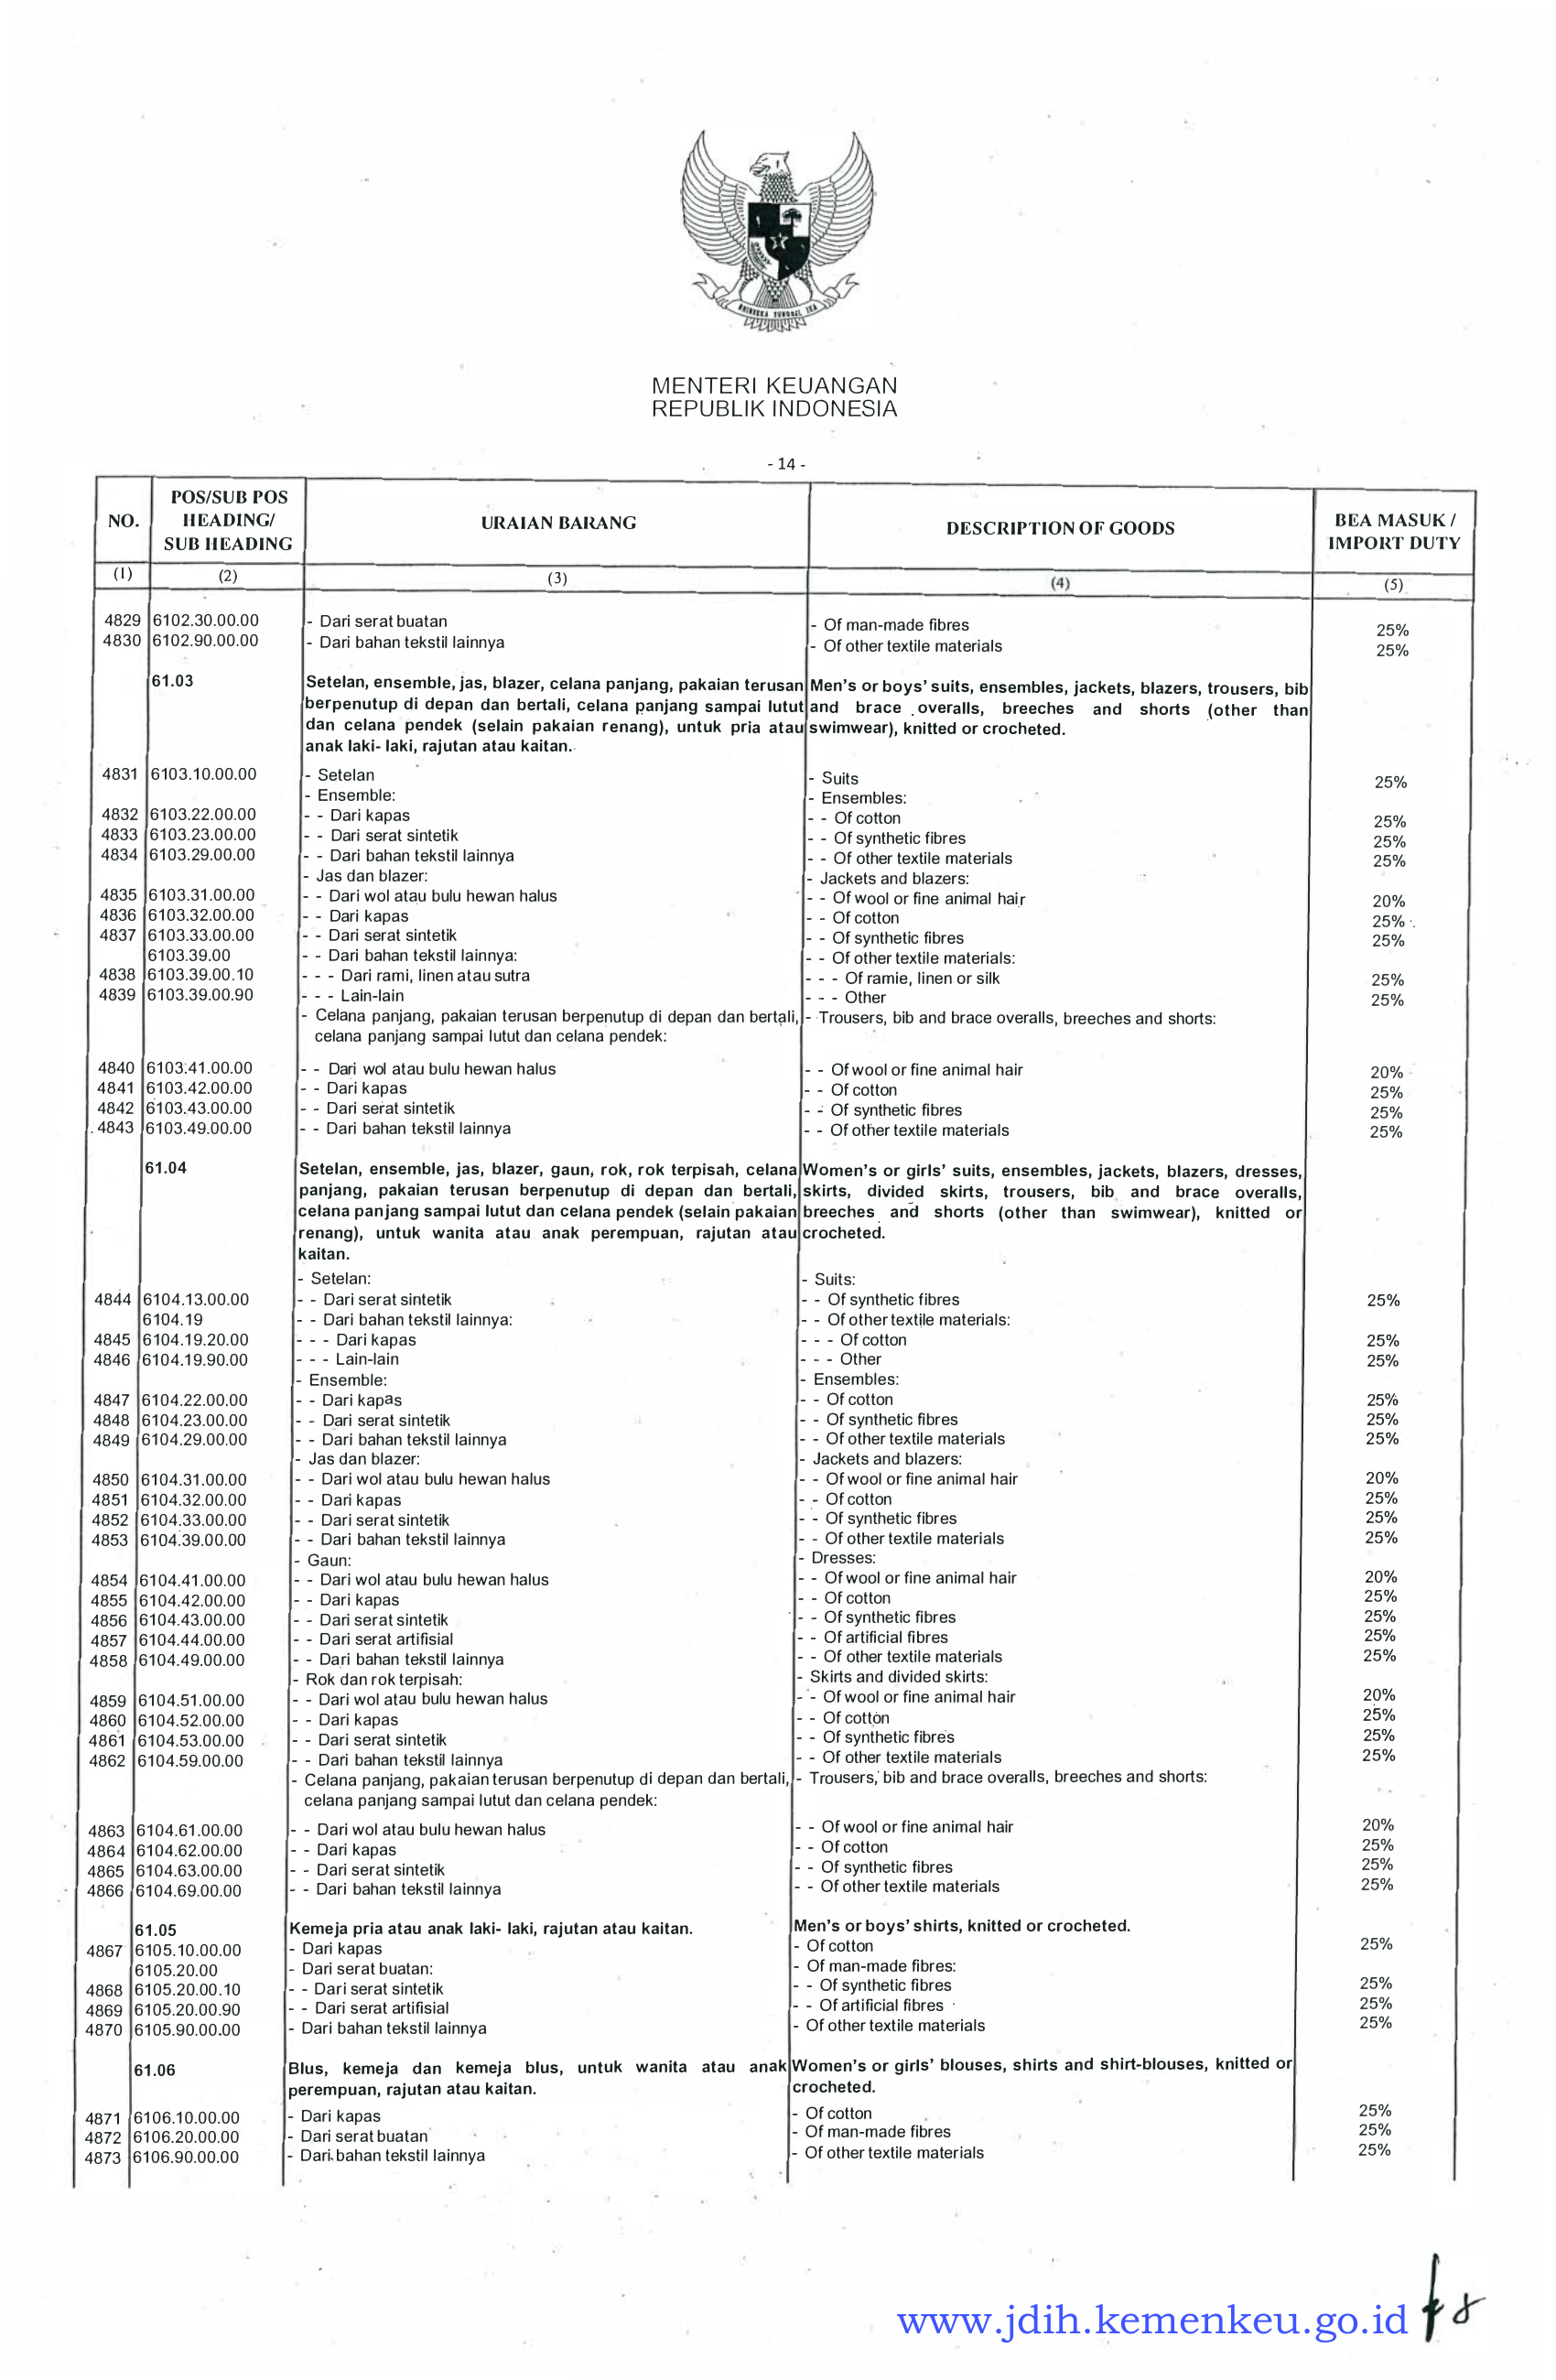 BHINNEKA TUNGGAL IKA
MENTERI KEUANGAN
REPUBLIK INDONESIA
- 14 -
NO. POS/SUB POS HEADING/ SUB HEADING URAIAN BARANG DESCRIPTION OF GOODS BEA MASUK / IMPORT DUTY
(1) (2) (3) (4) (5)
4829 6102.30.00.00 - Dari serat buatan - Of man-made fibres 25%
4830 6102.90.00.00 - Dari bahan tekstil lainnya - Of other textile materials 25%
61.03 Setelan, ensemble, jas, blazer, celana panjang, pakaian terusan Men's or boys' suits, ensembles, jackets, blazers, trousers, bib
berpenutup di depan dan bertali, celana panjang sampai lutut and brace overalls, breeches and shorts (other than
dan celana pendek (selain pakaian renang), untuk pria atau swimwear), knitted or crocheted.
anak laki- laki, rajutan atau kaitan.
4831 6103.10.00.00 - Setelan - Suits 25%
- Ensemble: - Ensembles:
4832 6103.22.00.00 - - Dari kapas - - Of cotton 25%
4833 6103.23.00.00 - - Dari serat sintetik - - Of synthetic fibres 25%
4834 6103.29.00.00 - - Dari bahan tekstil lainnya - - Of other textile materials 25%
- Jas dan blazer: - Jackets and blazers:
4835 6103.31.00.00 - - Dari wol atau bulu hewan halus - - Of wool or fine animal hair 20%
4836 6103.32.00.00 - - Dari kapas - - Of cotton 25%
4837 6103.33.00.00 - - Dari serat sintetik - - Of synthetic fibres 25%
6103.39.00 - - Dari bahan tekstil lainnya: - - Of other textile materials:
4838 6103.39.00.10 - - - Dari rami, linen atau sutra - - - Of ramie, linen or silk 25%
4839 6103.39.00.90 - - - Lain-lain - - - Other 25%
- Celana panjang, pakaian terusan berpenutup di depan dan bertali, - Trousers, bib and brace overalls, breeches and shorts:
celana panjang sampai lutut dan celana pendek:
4840 6103.41.00.00 - - Dari wol atau bulu hewan halus - - Of wool or fine animal hair 20%
4841 6103.42.00.00 - - Dari kapas - - Of cotton 25%
4842 6103.43.00.00 - - Dari serat sintetik - - Of synthetic fibres 25%
4843 6103.49.00.00 - - Dari bahan tekstil lainnya - - Of other textile materials 25%
61.04 Setelan, ensemble, jas, blazer, gaun, rok, rok terpisah, celana Women's or girls' suits, ensembles, jackets, blazers, dresses,
panjang, pakaian terusan berpenutup di depan dan bertali, skirts, divided skirts, trousers, bib and brace overalls,
celana panjang sampai lutut dan celana pendek (selain pakaian breeches and shorts (other than swimwear), knitted or
renang), untuk wanita atau anak perempuan, rajutan atau crocheted.
kaitan.
- Setelan: - Suits:
4844 6104.13.00.00 - - Dari serat sintetik - - Of synthetic fibres 25%
6104.19 - - Dari bahan tekstil lainnya: - - Of other textile materials:
4845 6104.19.20.00 - - - Dari kapas - - - Of cotton 25%
4846 6104.19.90.00 - - - Lain-lain - - - Other 25%
- Ensemble: - Ensembles:
4847 6104.22.00.00 - - Dari kapas - - Of cotton 25%
4848 6104.23.00.00 - - Dari serat sintetik - - Of synthetic fibres 25%
4849 6104.29.00.00 - - Dari bahan tekstil lainnya - - Of other textile materials 25%
- Jas dan blazer: - Jackets and blazers:
4850 6104.31.00.00 - - Dari wol atau bulu hewan halus - - Of wool or fine animal hair 20%
4851 6104.32.00.00 - - Dari kapas - - Of cotton 25%
4852 6104.33.00.00 - - Dari serat sintetik - - Of synthetic fibres 25%
4853 6104.39.00.00 - - Dari bahan tekstil lainnya - - Of other textile materials 25%
- Gaun: - Dresses:
4854 6104.41.00.00 - - Dari wol atau bulu hewan halus - - Of wool or fine animal hair 20%
4855 6104.42.00.00 - - Dari kapas - - Of cotton 25%
4856 6104.43.00.00 - - Dari serat sintetik - - Of synthetic fibres 25%
4857 6104.44.00.00 - - Dari serat artifisial - - Of artificial fibres 25%
4858 6104.49.00.00 - - Dari bahan tekstil lainnya - - Of other textile materials 25%
- Rok dan rok terpisah: - Skirts and divided skirts:
4859 6104.51.00.00 - - Dari wol atau bulu hewan halus - - Of wool or fine animal hair 20%
4860 6104.52.00.00 - - Dari kapas - - Of cotton 25%
4861 6104.53.00.00 - - Dari serat sintetik - - Of synthetic fibres 25%
4862 6104.59.00.00 - - Dari bahan tekstil lainnya - - Of other textile materials 25%
- Celana panjang, pakaian terusan berpenutup di depan dan bertali, - Trousers, bib and brace overalls, breeches and shorts:
celana panjang sampai lutut dan celana pendek:
4863 6104.61.00.00 - - Dari wol atau bulu hewan halus - - Of wool or fine animal hair 20%
4864 6104.62.00.00 - - Dari kapas - - Of cotton 25%
4865 6104.63.00.00 - - Dari serat sintetik - - Of synthetic fibres 25%
4866 6104.69.00.00 - - Dari bahan tekstil lainnya - - Of other textile materials 25%
61.05 Kemeja pria atau anak laki- laki, rajutan atau kaitan. Men's or boys' shirts, knitted or crocheted.
4867 6105.10.00.00 - Dari kapas - Of cotton 25%
6105.20.00 - Dari serat buatan: - Of man-made fibres:
4868 6105.20.00.10 - - Dari serat sintetik - - Of synthetic fibres 25%
4869 6105.20.00.90 - - Dari serat artifisial - - Of artificial fibres 25%
4870 6105.90.00.00 - Dari bahan tekstil lainnya - Of other textile materials 25%
61.06 Blus, kemeja dan kemeja blus, untuk wanita atau anak Women's or girls' blouses, shirts and shirt-blouses, knitted or
perempuan, rajutan atau kaitan. crocheted.
4871 6106.10.00.00 - Dari kapas - Of cotton 25%
4872 6106.20.00.00 - Dari serat buatan - Of man-made fibres 25%
4873 6106.90.00.00 - Dari bahan tekstil lainnya - Of other textile materials 25%
www.jdih.kemenkeu.go.id